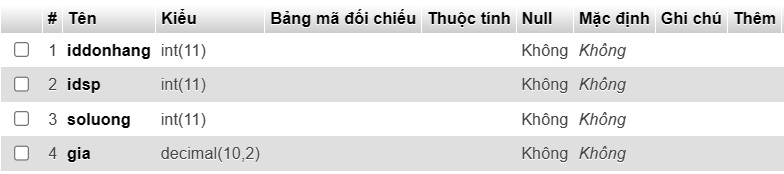 # Tên Kiểu Bảng mã đối chiếu Thuộc tính Null Mặc định Ghi chú Thêm
1 iddonhang int(11) Không Không
2 idsp int(11) Không Không
3 soluong int(11) Không Không
4 gia decimal(10,2) Không Không